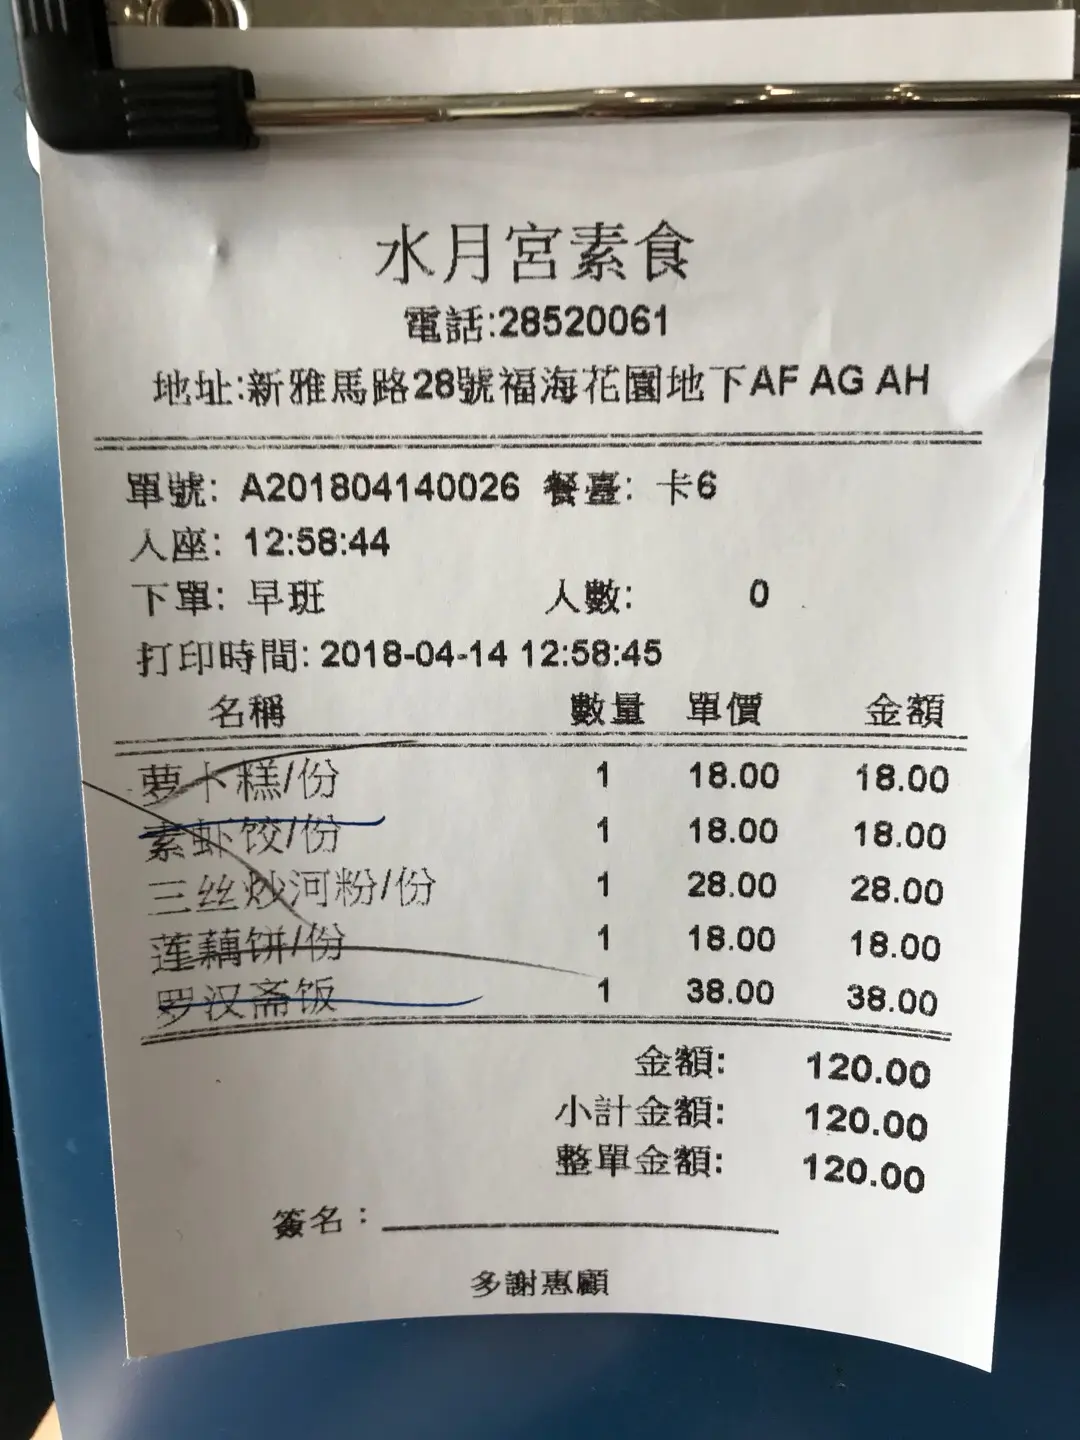 水月宮素食
電話:28520061
地址:新雅馬路28號福海花園地下AF AG AH
單號: A201804140026 餐臺: 卡6
入座: 12:58:44
下單: 早班 人數: 0
打印時間: 2018-04-14 12:58:45
名稱 數量 單價 金額
萝卜糕/份 1 18.00 18.00
素虾饺/份 1 18.00 18.00
三丝炒河粉/份 1 28.00 28.00
莲藕饼/份 1 18.00 18.00
罗汉斋饭 1 38.00 38.00
金額: 120.00
小計金額: 120.00
整單金額: 120.00
簽名：
多謝惠顧